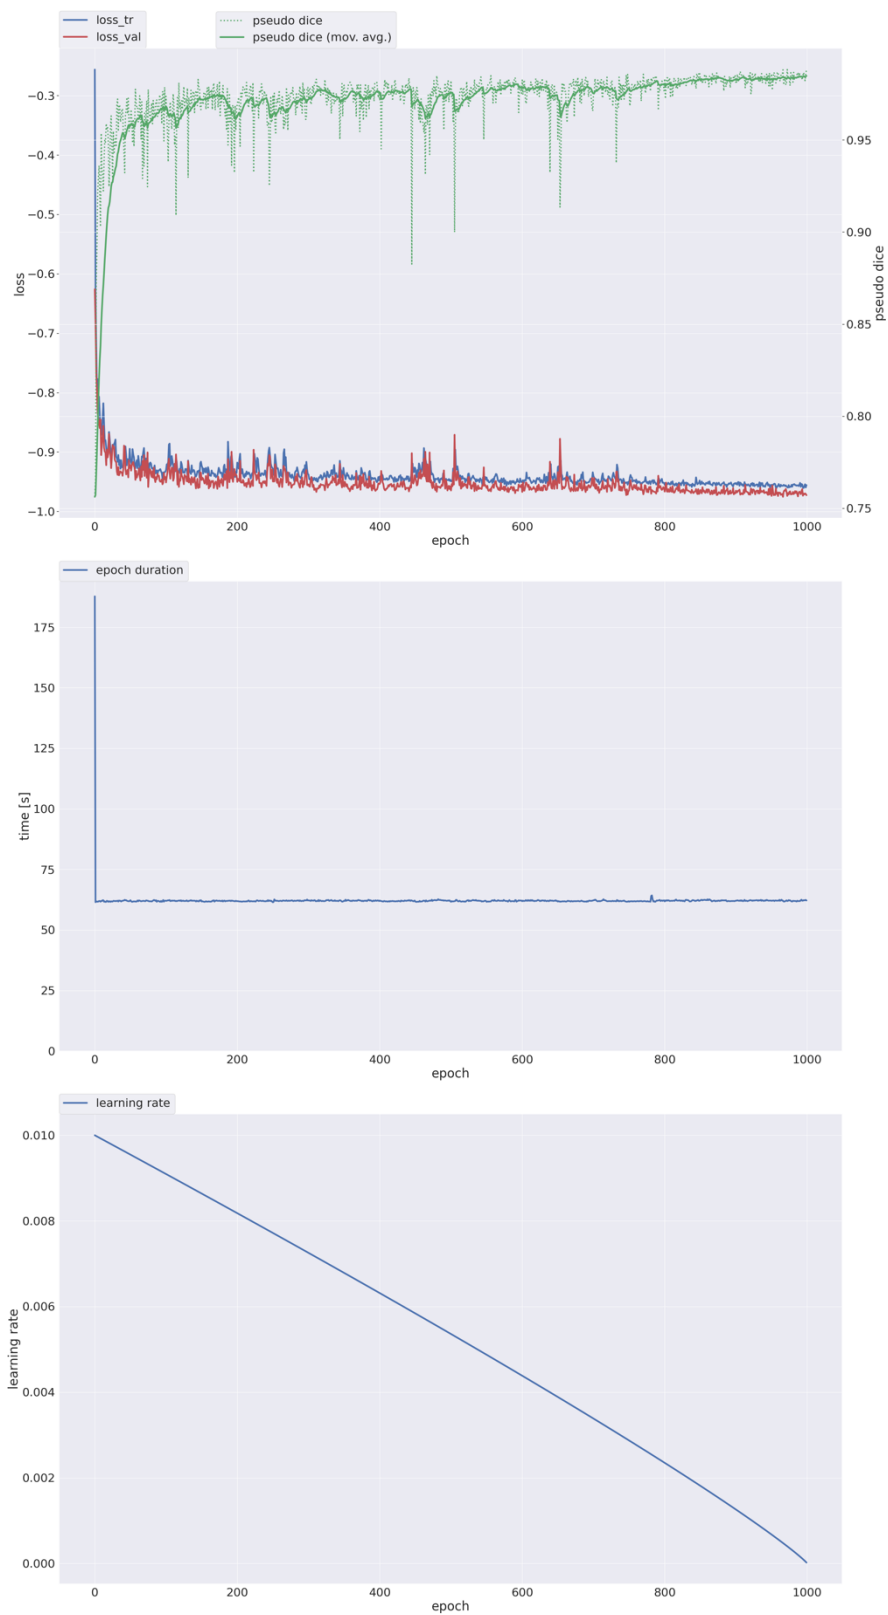 loss_tr
loss_val
pseudo dice
pseudo dice (mov. avg.)
−0.3
−0.4
−0.5
−0.6
−0.7
−0.8
−0.9
−1.0
loss
0.95
0.90
0.85
0.80
0.75
pseudo dice
0 200 400 600 800 1000
epoch
epoch duration
175
150
125
100
75
50
25
0
time [s]
0 200 400 600 800 1000
epoch
learning rate
0.010
0.008
0.006
0.004
0.002
0.000
learning rate
0 200 400 600 800 1000
epoch